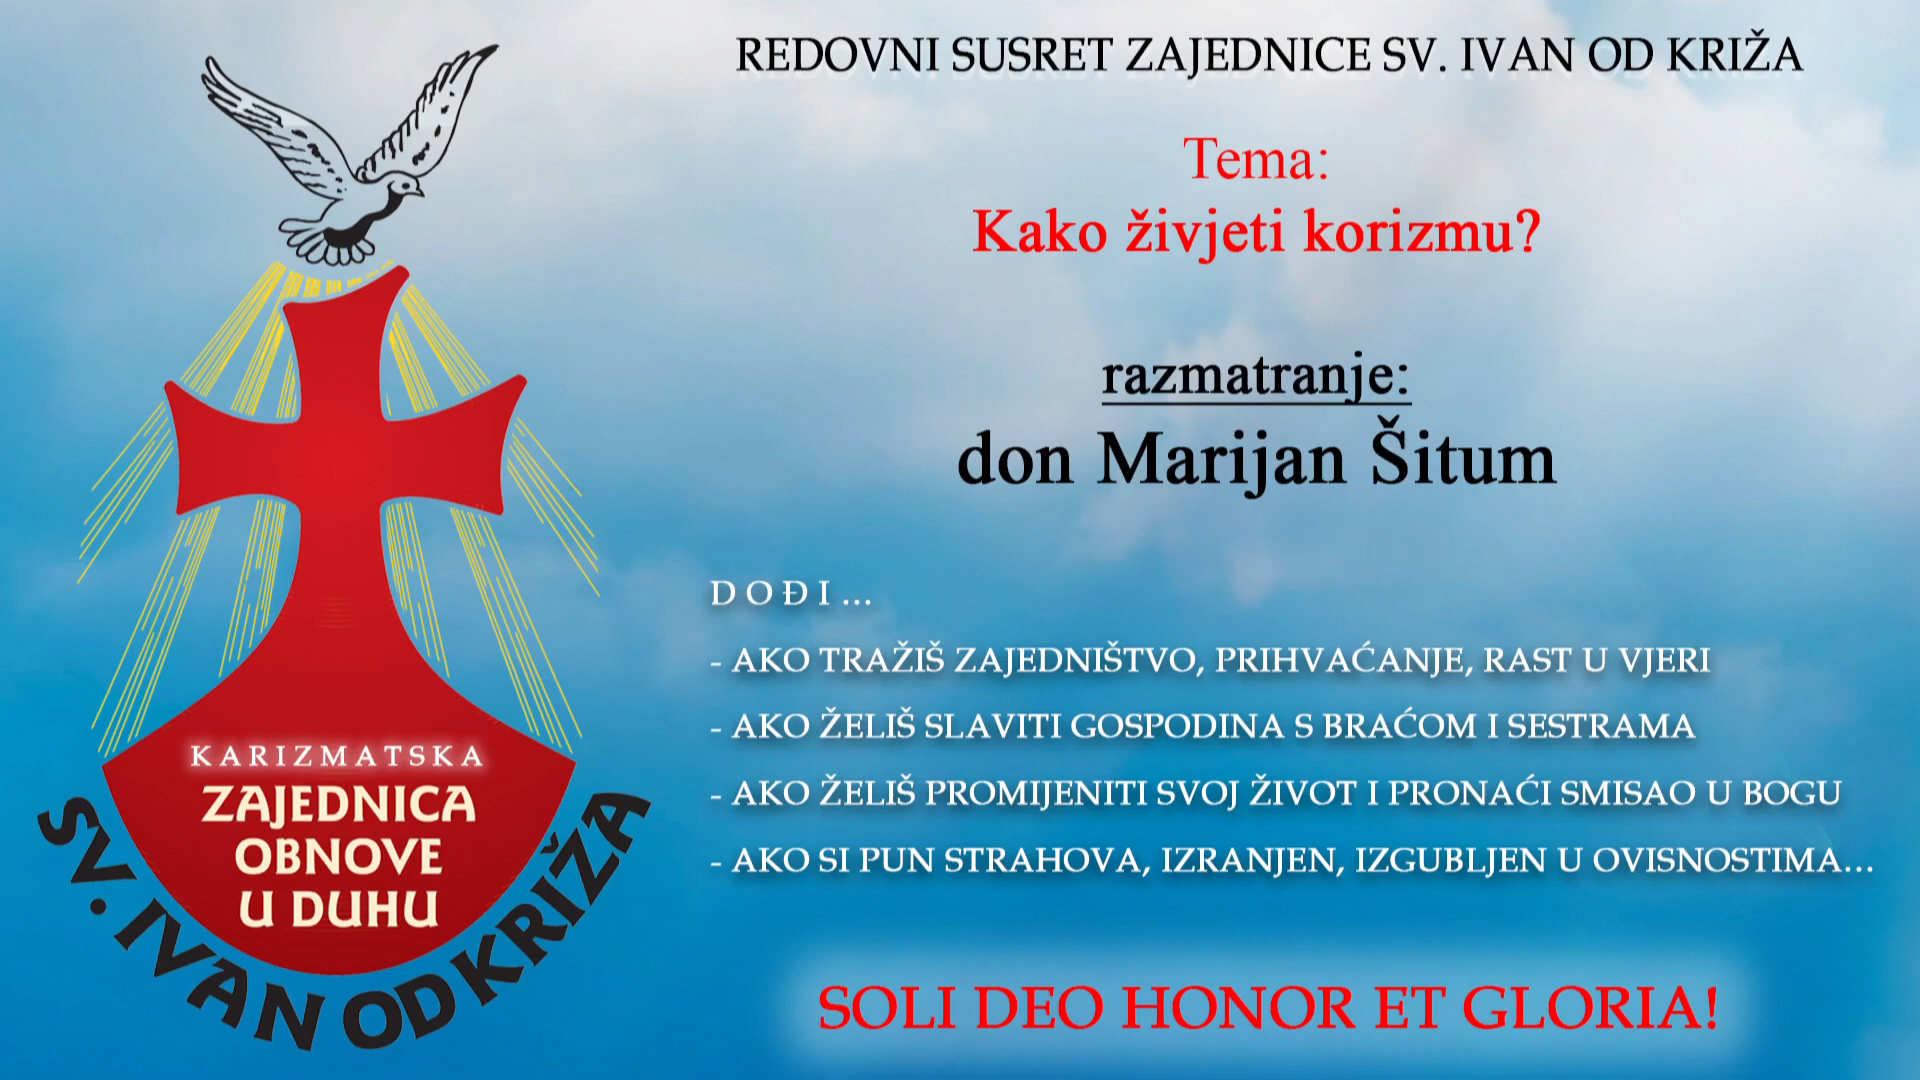 REDOVNI SUSRET ZAJEDNICE SV. IVAN OD KRIŽA
Tema:
Kako živjeti korizmu?
razmatranje:
don Marijan Šitum
D O Đ I ...
- AKO TRAŽIŠ ZAJEDNIŠTVO, PRIHVAĆANJE, RAST U VJERI
- AKO ŽELIŠ SLAVITI GOSPODINA S BRAĆOM I SESTRAMA
- AKO ŽELIŠ PROMIJENITI SVOJ ŽIVOT I PRONAĆI SMISAO U BOGU
- AKO SI PUN STRAHOVA, IZRANJEN, IZGUBLJEN U OVISNOSTIMA...
SOLI DEO HONOR ET GLORIA!
KARIZMATSKA
ZAJEDNICA
OBNOVE
U DUHU
SV. IVAN OD KRIŽA